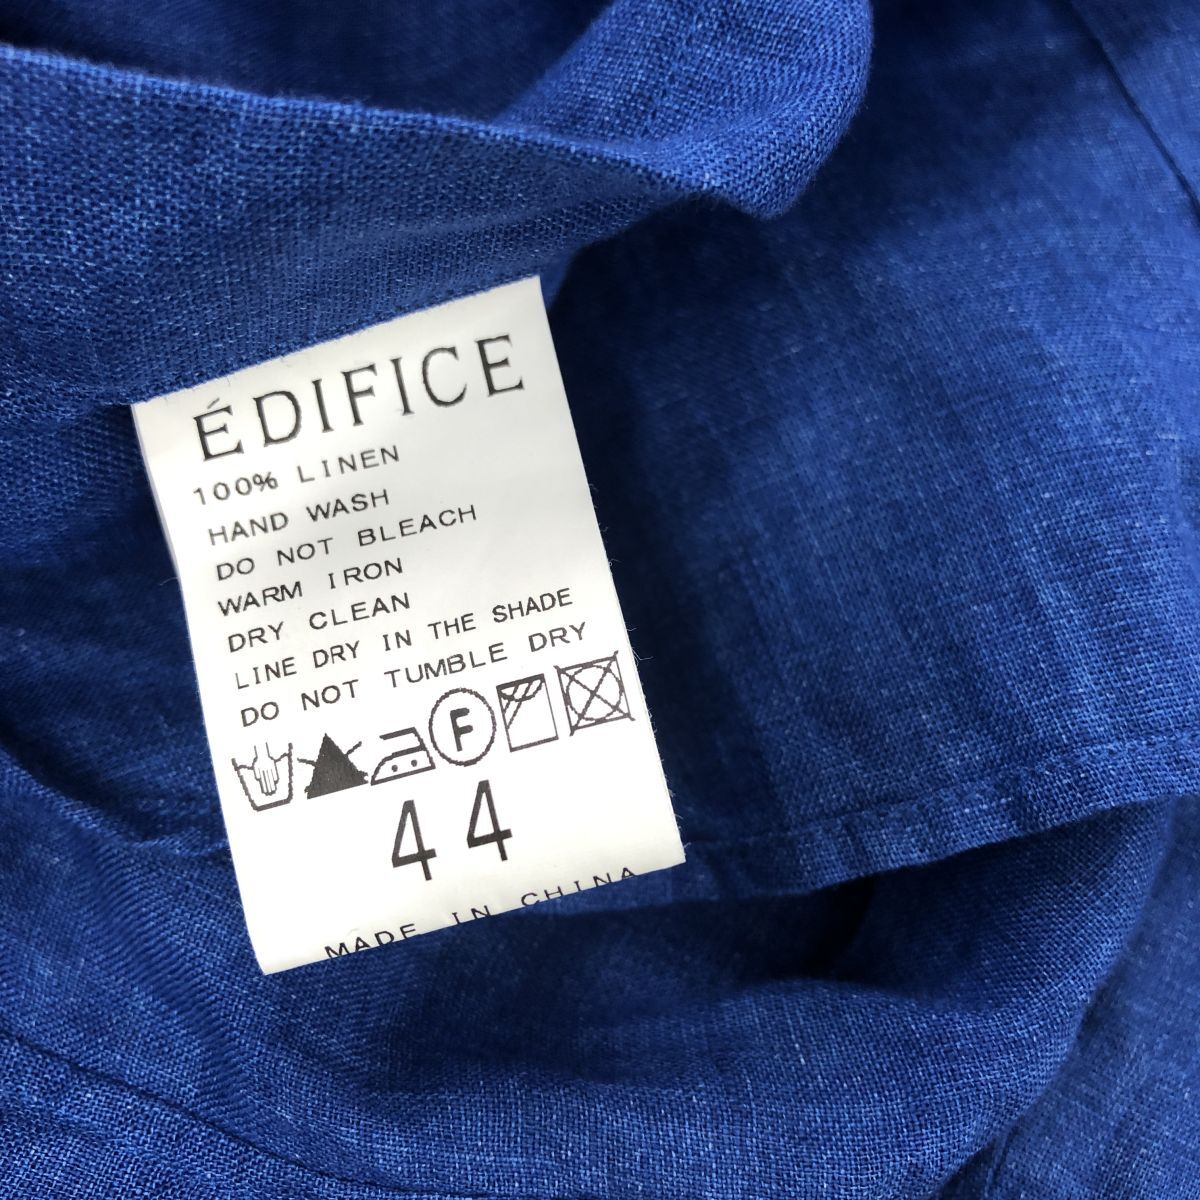 ÉDIFICE
100% LINEN
HAND WASH
DO NOT BLEACH
WARM IRON
DRY CLEAN
LINE DRY IN THE SHADE
DO NOT TUMBLE DRY
F
44
MADE IN CHINA